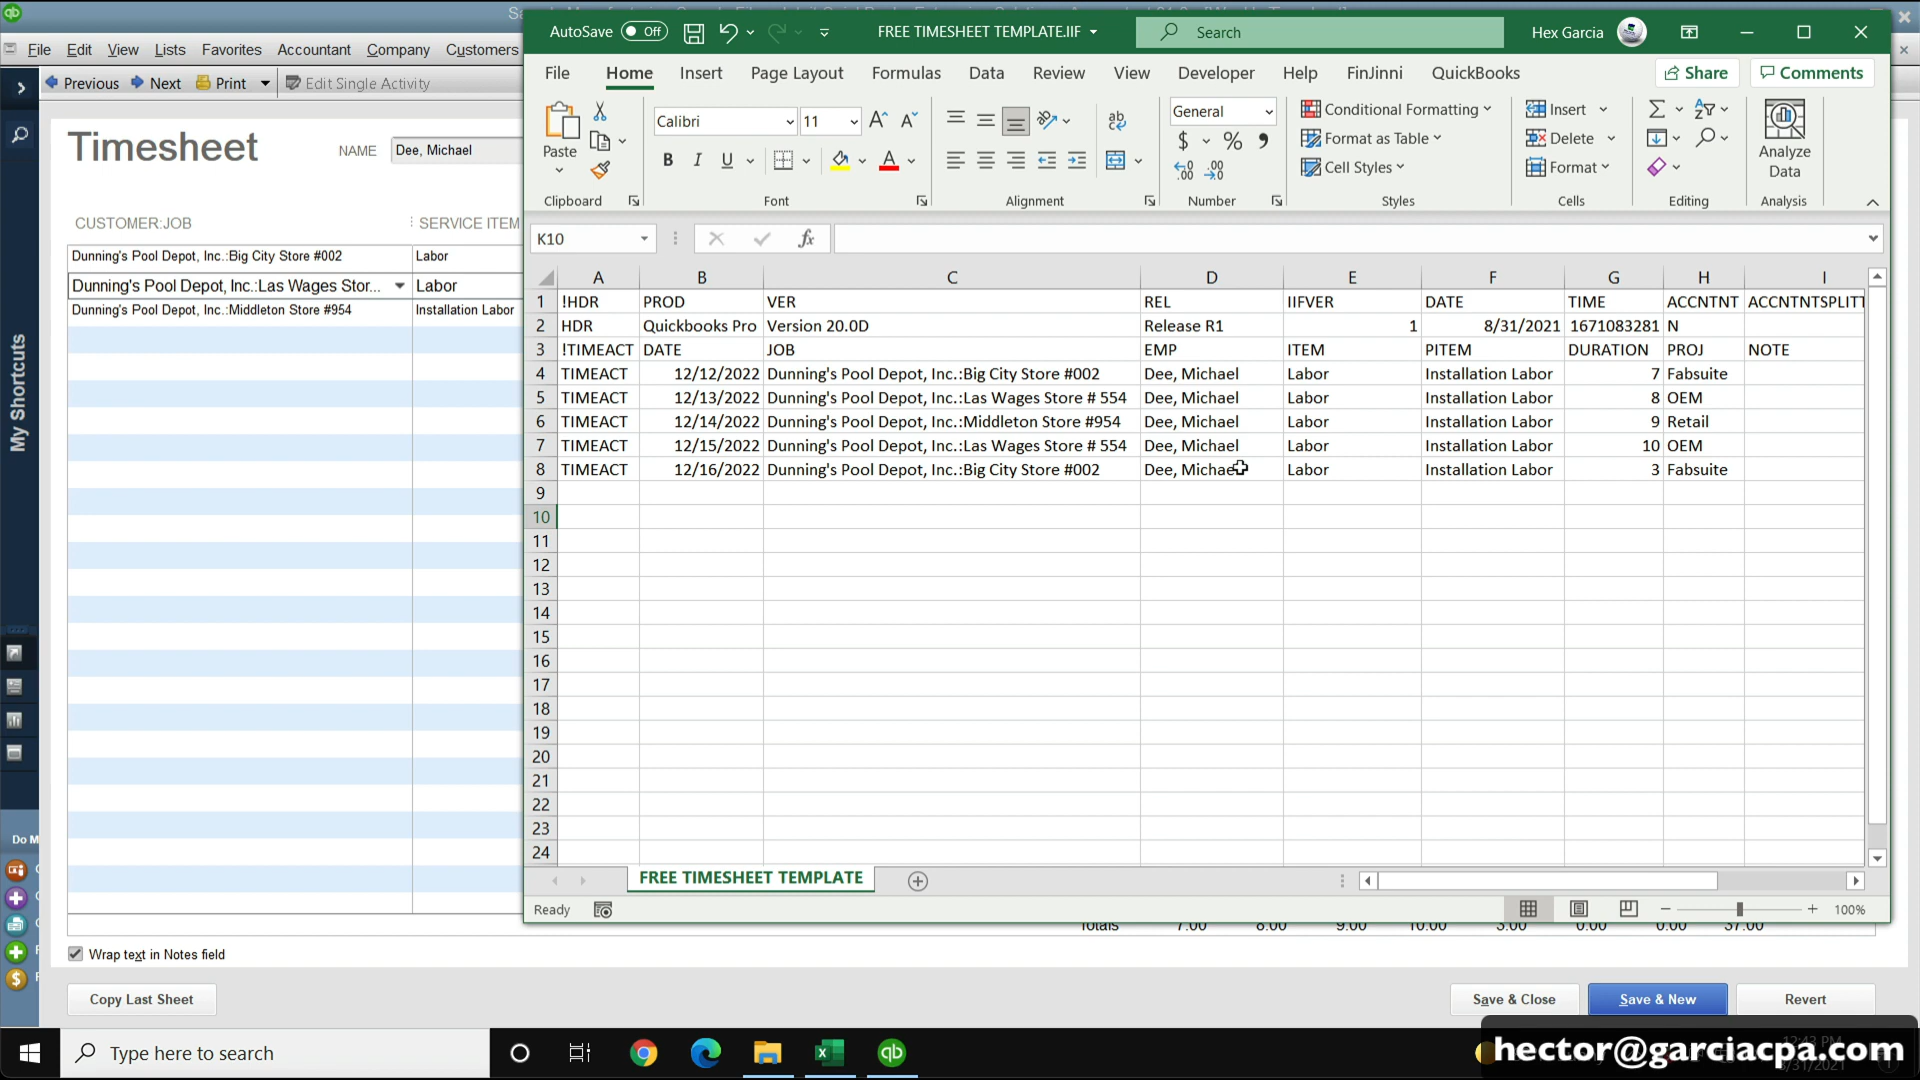 AutoSave Off FREE TIMESHEET TEMPLATE.IIF Search Hex Garcia
File Edit View Lists Favorites Accountant Company Customers
Previous Next Print Edit Single Activity
File Home Insert Page Layout Formulas Data Review View Developer Help FinJinni QuickBooks Share Comments
Paste
Calibri 11
B I U A
ab
General
$ % 9
Conditional Formatting
Format as Table
Cell Styles
Insert
Delete
Format
Analyze
Data
Clipboard Font Alignment Number Styles Cells Editing Analysis
K10 fx
A B C D E F G H I
1 !HDR PROD VER REL IIFVER DATE TIME ACCNTNT ACCNTNTSPLITT
2 HDR Quickbooks Pro Version 20.0D Release R1 1 8/31/2021 1671083281 N
3 !TIMEACT DATE JOB EMP ITEM PITEM DURATION PROJ NOTE
4 TIMEACT 12/12/2022 Dunning's Pool Depot, Inc.:Big City Store #002 Dee, Michael Labor Installation Labor 7 Fabsuite
5 TIMEACT 12/13/2022 Dunning's Pool Depot, Inc.:Las Wages Store # 554 Dee, Michael Labor Installation Labor 8 OEM
6 TIMEACT 12/14/2022 Dunning's Pool Depot, Inc.:Middleton Store #954 Dee, Michael Labor Installation Labor 9 Retail
7 TIMEACT 12/15/2022 Dunning's Pool Depot, Inc.:Las Wages Store # 554 Dee, Michael Labor Installation Labor 10 OEM
8 TIMEACT 12/16/2022 Dunning's Pool Depot, Inc.:Big City Store #002 Dee, Michael Labor Installation Labor 3 Fabsuite
9
10
11
12
13
14
15
16
17
18
19
20
21
22
23
24
FREE TIMESHEET TEMPLATE
Ready 100%
My Shortcuts
Do M
Timesheet NAME Dee, Michael
CUSTOMER:JOB SERVICE ITEM
Dunning's Pool Depot, Inc.:Big City Store #002 Labor
Dunning's Pool Depot, Inc.:Las Wages Stor... Labor
Dunning's Pool Depot, Inc.:Middleton Store #954 Installation Labor
Totals 7.00 8.00 9.00 10.00 3.00 0.00 0.00 37.00
Wrap text in Notes field
Copy Last Sheet Save & Close Save & New Revert
Type here to search
hector@garciacpa.com